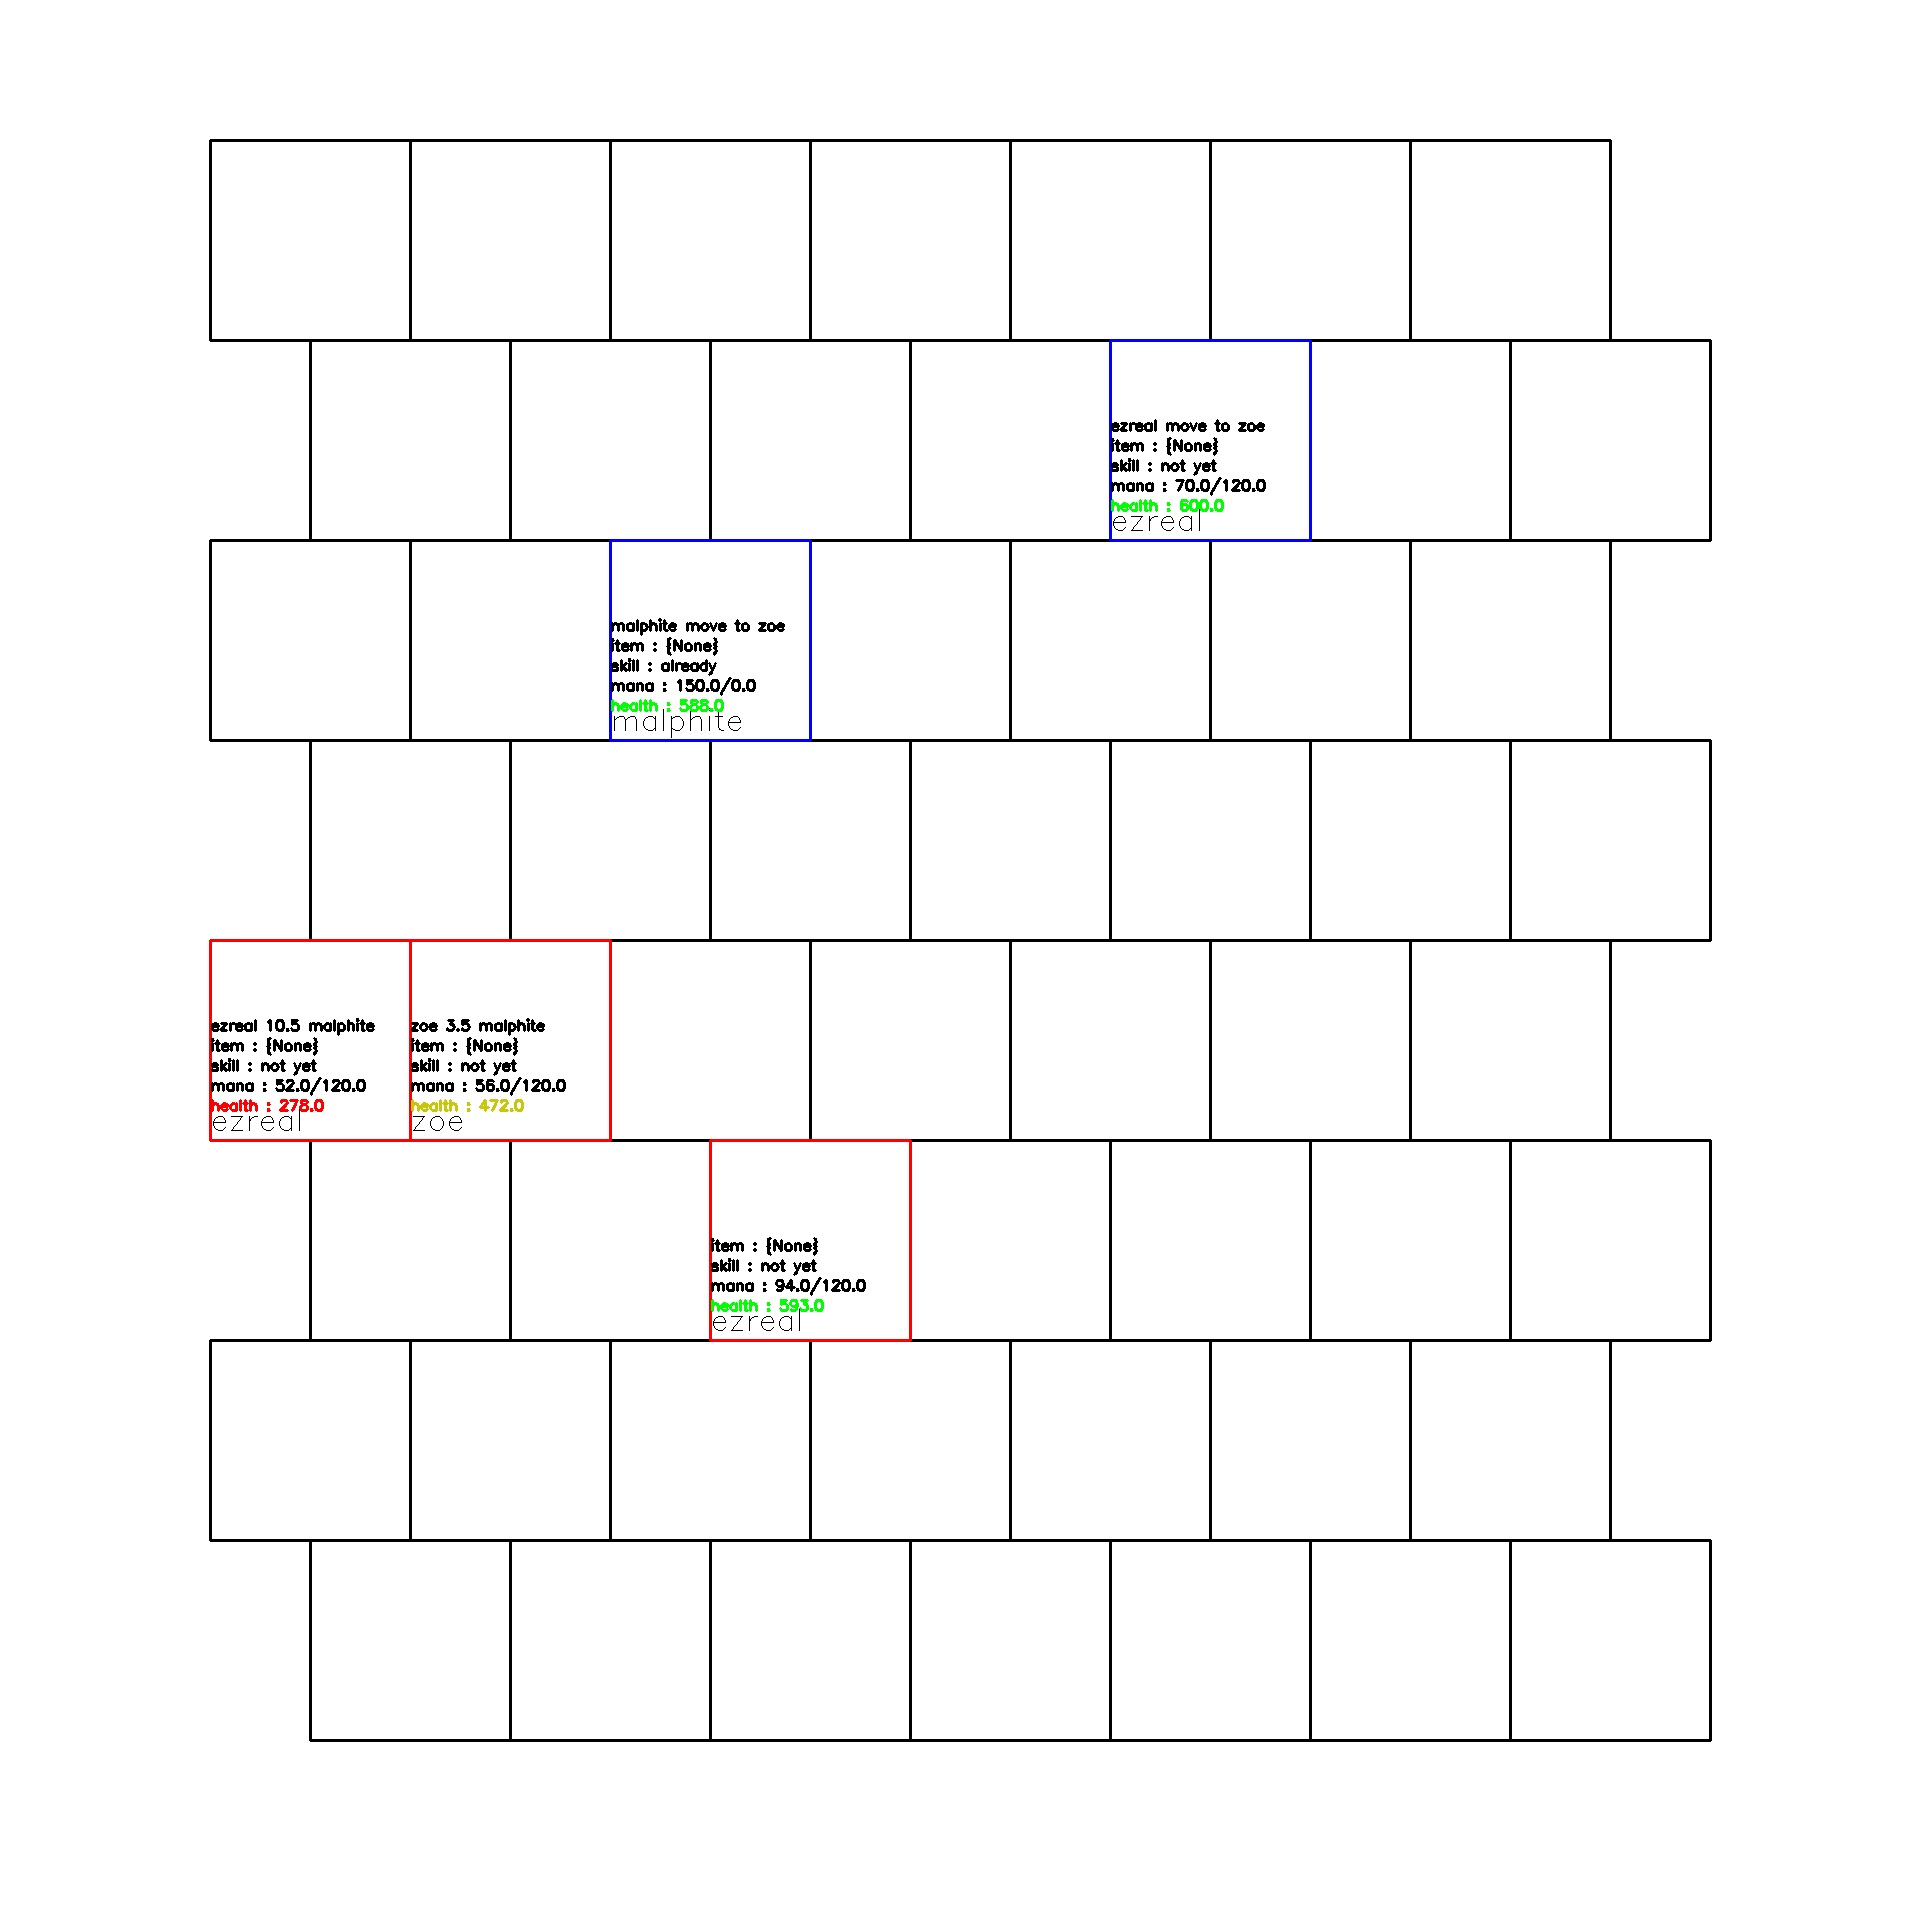 ezreal move to zoe
item : {None}
skill : not yet
mana : 70.0/120.0
health : 600.0
ezreal
malphite move to zoe
item : {None}
skill : already
mana : 150.0/0.0
health : 588.0
malphite
ezreal 10.5 malphite
item : {None}
skill : not yet
mana : 52.0/120.0
health : 278.0
ezreal
zoe 3.5 malphite
item : {None}
skill : not yet
mana : 56.0/120.0
health : 472.0
zoe
item : {None}
skill : not yet
mana : 94.0/120.0
health : 593.0
ezreal